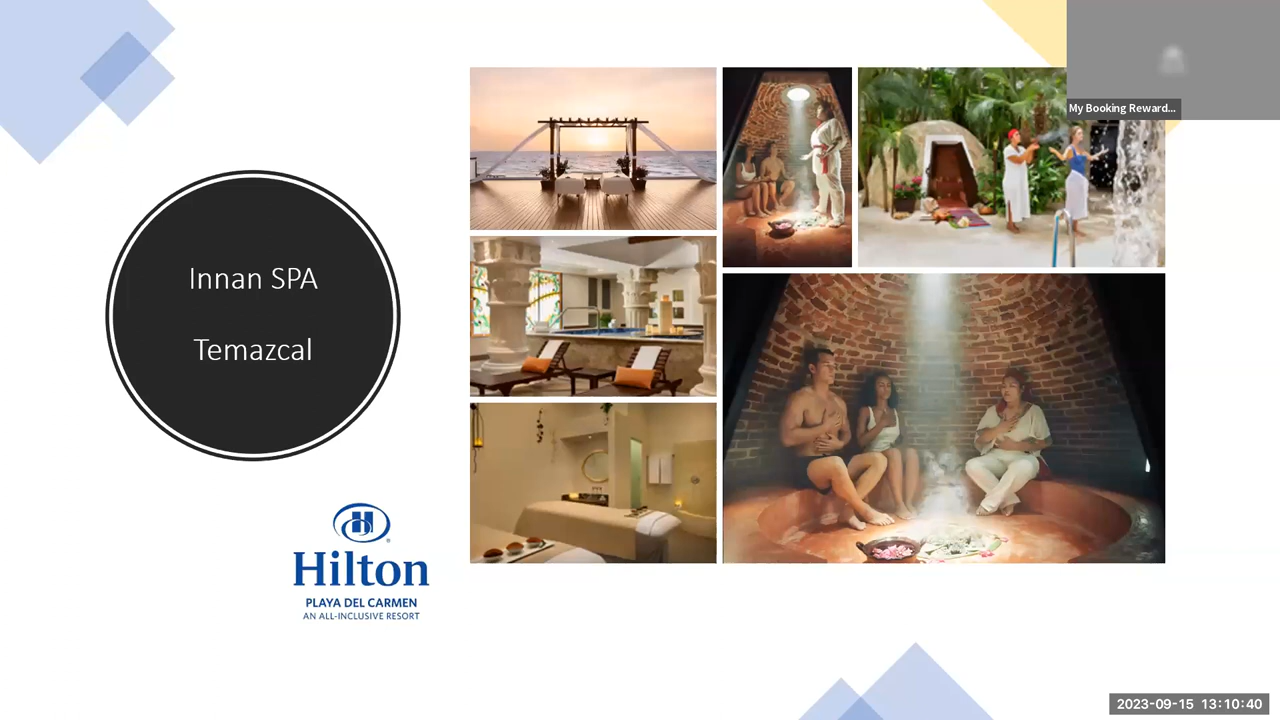 My Booking Reward...
Innan SPA
Temazcal
Hilton
PLAYA DEL CARMEN
AN ALL-INCLUSIVE RESORT
2023-09-15 13:10:40